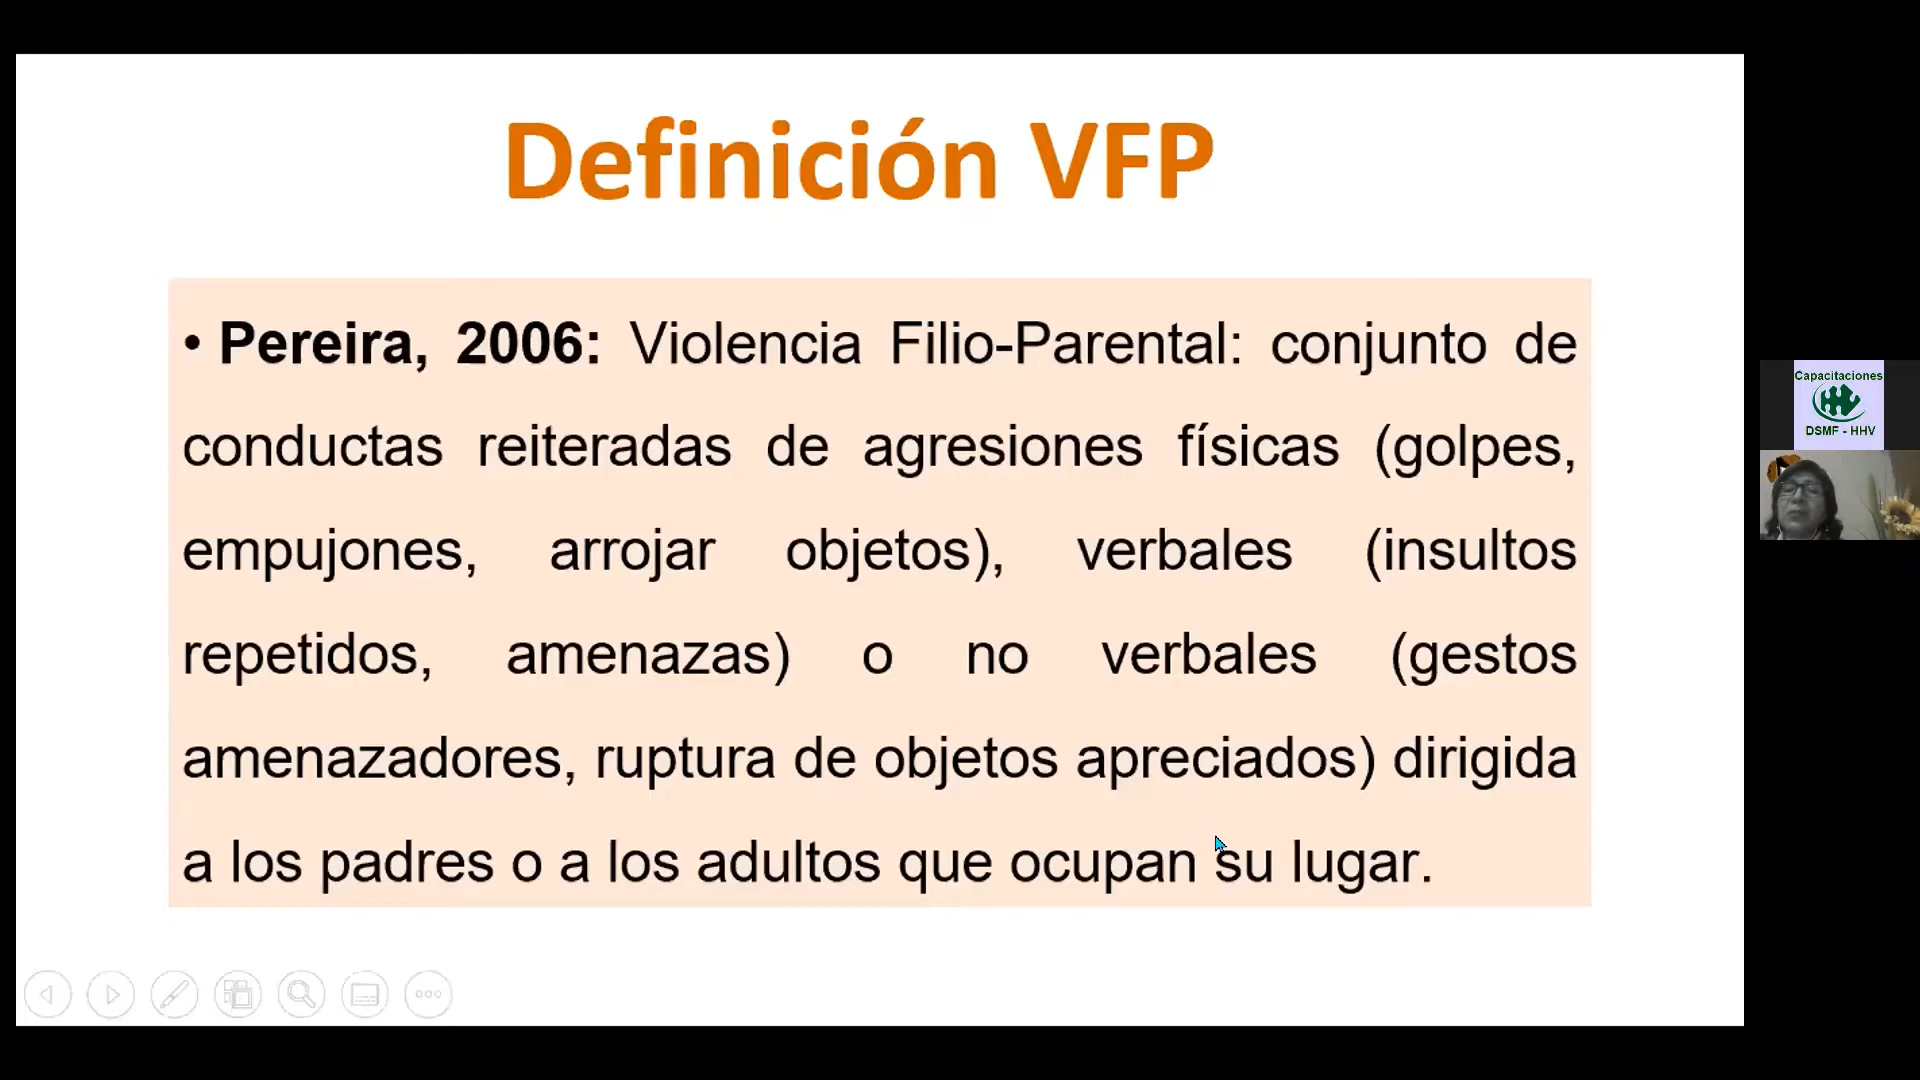 Definición VFP
• Pereira, 2006: Violencia Filio-Parental: conjunto de
conductas reiteradas de agresiones físicas (golpes,
empujones, arrojar objetos), verbales (insultos
repetidos, amenazas) o no verbales (gestos
amenazadores, ruptura de objetos apreciados) dirigida
a los padres o a los adultos que ocupan su lugar.
Capacitaciones
DSMF - HHV